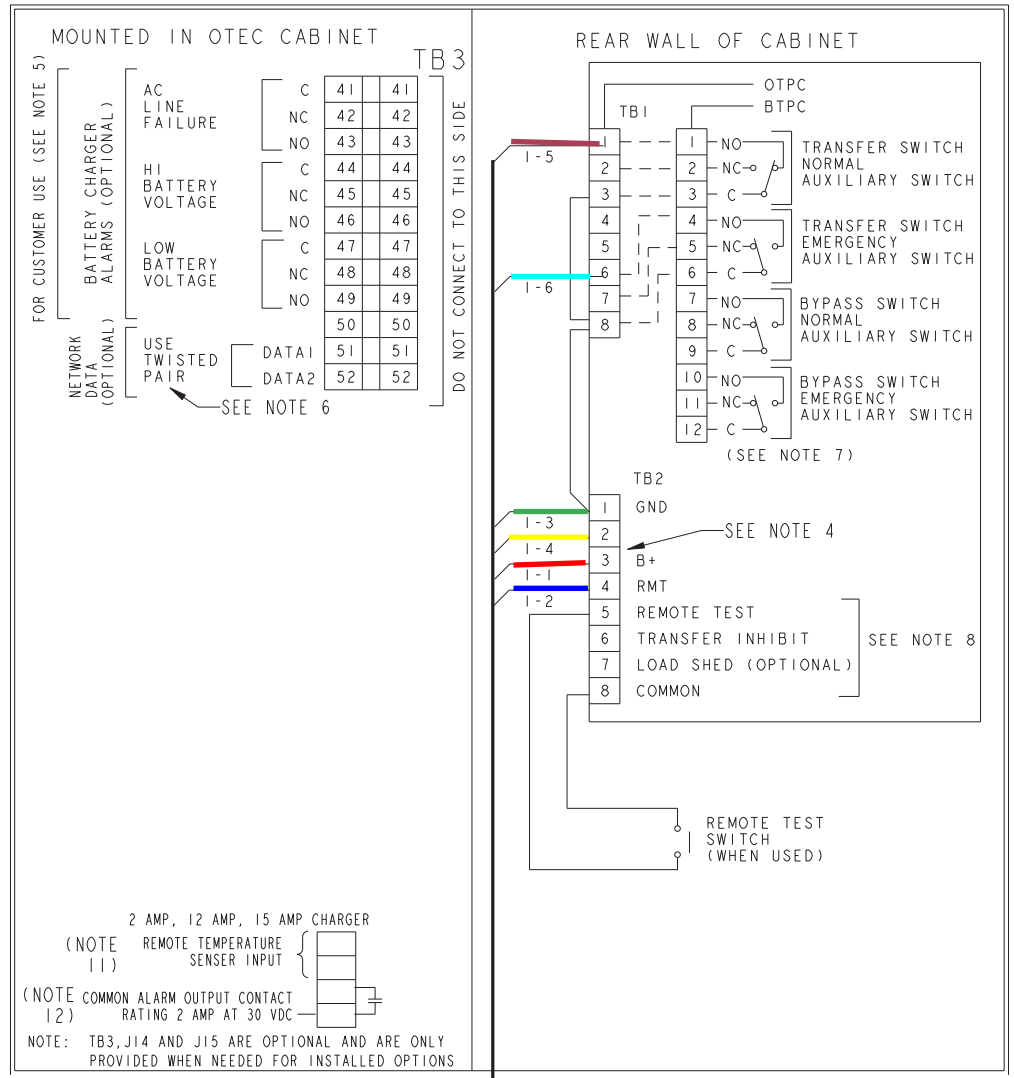 MOUNTED IN OTEC CABINET
TB3
FOR CUSTOMER USE (SEE NOTE 5)
BATTERY CHARGER
ALARMS (OPTIONAL)
AC
LINE
FAILURE
C 41 41
NC 42 42
NO 43 43
HI
BATTERY
VOLTAGE
C 44 44
NC 45 45
NO 46 46
LOW
BATTERY
VOLTAGE
C 47 47
NC 48 48
NO 49 49
50 50
NETWORK
DATA
(OPTIONAL)
USE
TWISTED
PAIR
DATA1 51 51
DATA2 52 52
SEE NOTE 6
DO NOT CONNECT TO THIS SIDE
2 AMP, 12 AMP, 15 AMP CHARGER
(NOTE
11)
REMOTE TEMPERATURE
SENSER INPUT
(NOTE
12)
COMMON ALARM OUTPUT CONTACT
RATING 2 AMP AT 30 VDC
NOTE: TB3,J14 AND J15 ARE OPTIONAL AND ARE ONLY
PROVIDED WHEN NEEDED FOR INSTALLED OPTIONS
REAR WALL OF CABINET
OTPC
BTPC
TB1
1-5
1-6
1 1 NO
2 2 NC
3 3 C
4 4 NO
5 5 NC
6 6 C
7 7 NO
8 8 NC
9 C
10 NO
11 NC
12 C
TRANSFER SWITCH
NORMAL
AUXILIARY SWITCH
TRANSFER SWITCH
EMERGENCY
AUXILIARY SWITCH
BYPASS SWITCH
NORMAL
AUXILIARY SWITCH
BYPASS SWITCH
EMERGENCY
AUXILIARY SWITCH
(SEE NOTE 7)
TB2
1-3
1-4
1-1
1-2
1 GND
2
3 B+
4 RMT
5 REMOTE TEST
6 TRANSFER INHIBIT
7 LOAD SHED (OPTIONAL)
8 COMMON
SEE NOTE 4
SEE NOTE 8
REMOTE TEST
SWITCH
(WHEN USED)